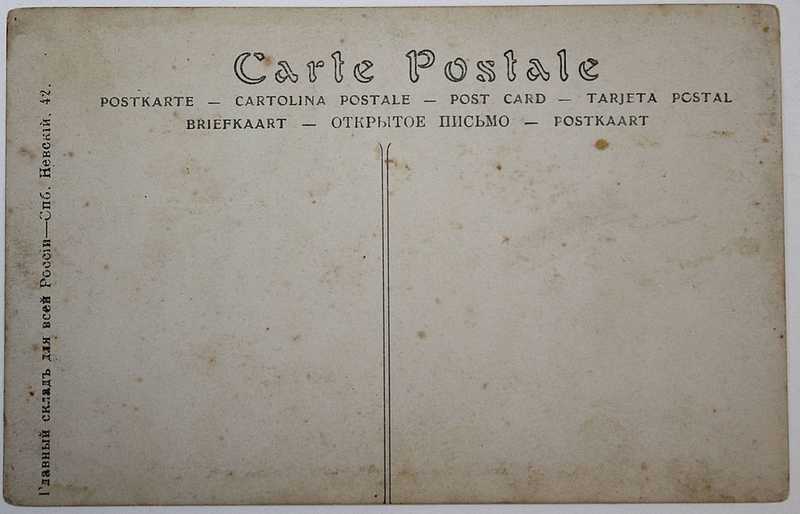 Carte Postale
POSTKARTE — CARTOLINA POSTALE — POST CARD — TARJETA POSTAL
BRIEFKAART — ОТКРЫТОЕ ПИСЬМО — POSTKAART
Главный складъ для всей Россіи—Спб. Невскій, 42.